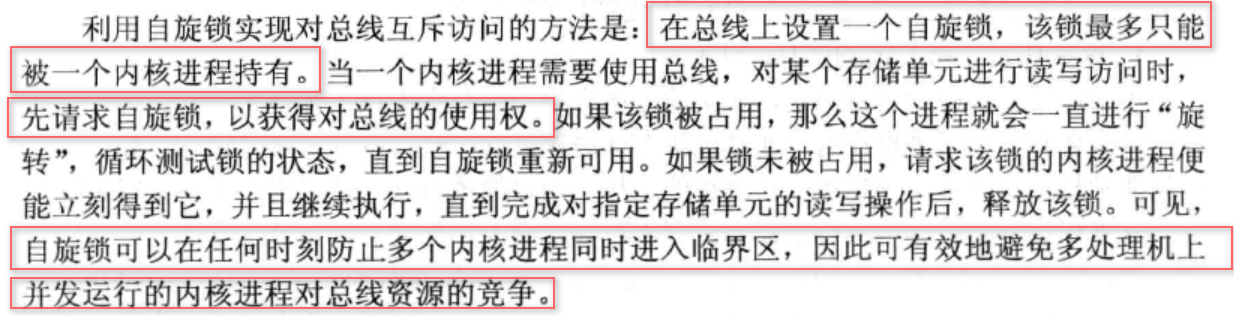 利用自旋锁实现对总线互斥访问的方法是：在总线上设置一个自旋锁，该锁最多只能
被一个内核进程持有。当一个内核进程需要使用总线，对某个存储单元进行读写访问时，
先请求自旋锁，以获得对总线的使用权。如果该锁被占用，那么这个进程就会一直进行“旋
转”，循环测试锁的状态，直到自旋锁重新可用。如果锁未被占用，请求该锁的内核进程便
能立刻得到它，并且继续执行，直到完成对指定存储单元的读写操作后，释放该锁。可见，
自旋锁可以在任何时刻防止多个内核进程同时进入临界区，因此可有效地避免多处理机上
并发运行的内核进程对总线资源的竞争。